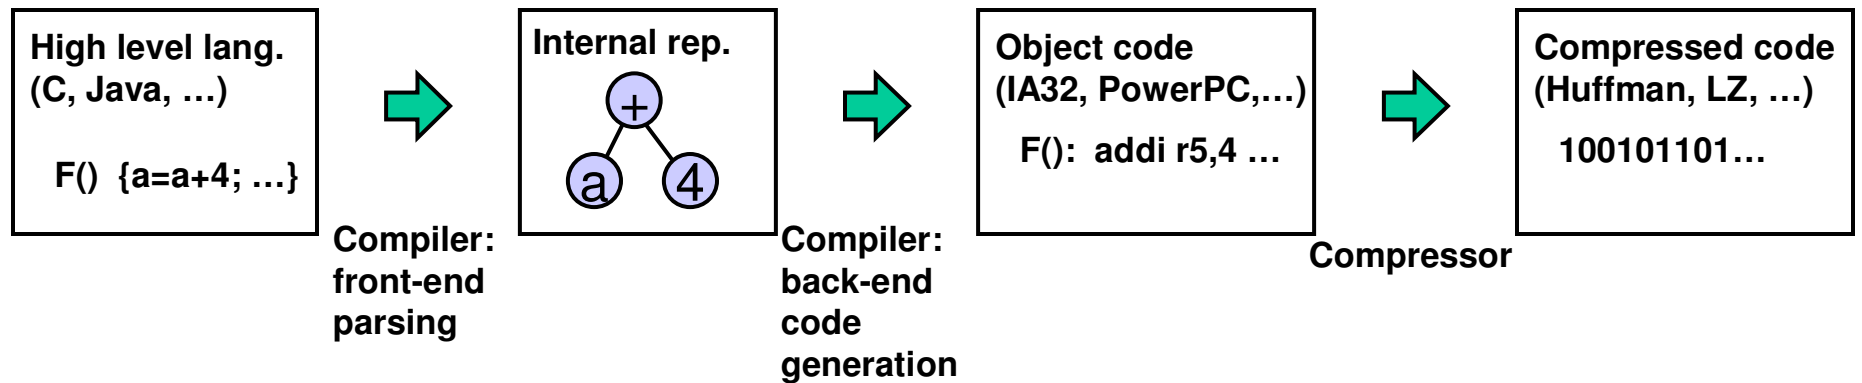 High level lang.
(C, Java, …)
F()  {a=a+4; …}
Compiler:
front-end
parsing
Internal rep.
+
a 4
Compiler:
back-end
code
generation
Object code
(IA32, PowerPC,…)
F():  addi r5,4 …
Compressor
Compressed code
(Huffman, LZ, …)
100101101…